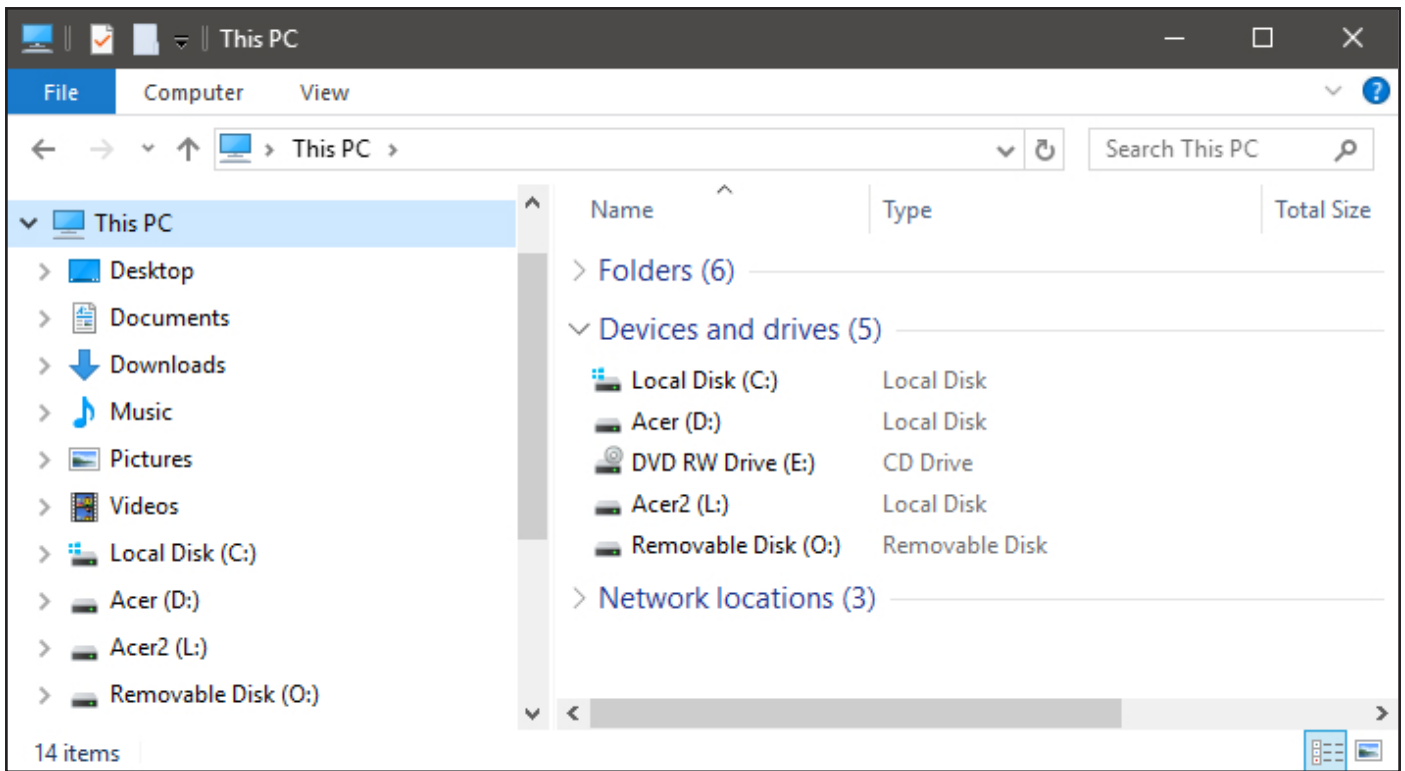 This PC
File Computer View
This PC Search This PC
This PC
Desktop
Documents
Downloads
Music
Pictures
Videos
Local Disk (C:)
Acer (D:)
Acer2 (L:)
Removable Disk (O:)
Name Type Total Size
Folders (6)
Devices and drives (5)
Local Disk (C:) Local Disk
Acer (D:) Local Disk
DVD RW Drive (E:) CD Drive
Acer2 (L:) Local Disk
Removable Disk (O:) Removable Disk
Network locations (3)
14 items